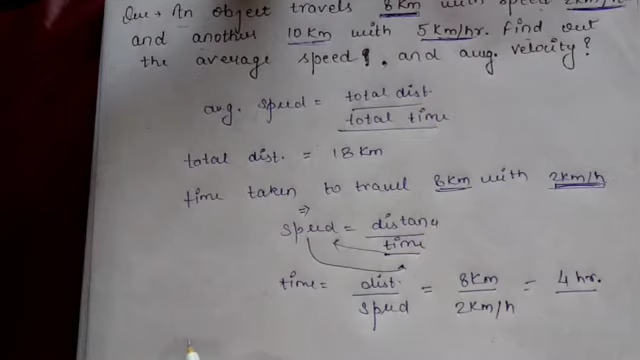 Que → An object travels 8km with speed 2km/h
and another 10km with 5km/hr. find out
the average speed?. and avg. velocity?
avg. speed = total dist. / total time
total dist. = 18km
time taken to travel 8km with 2km/h
⇒
speed = distance / time
time = dist. / speed = 8km / 2km/h = 4hr.